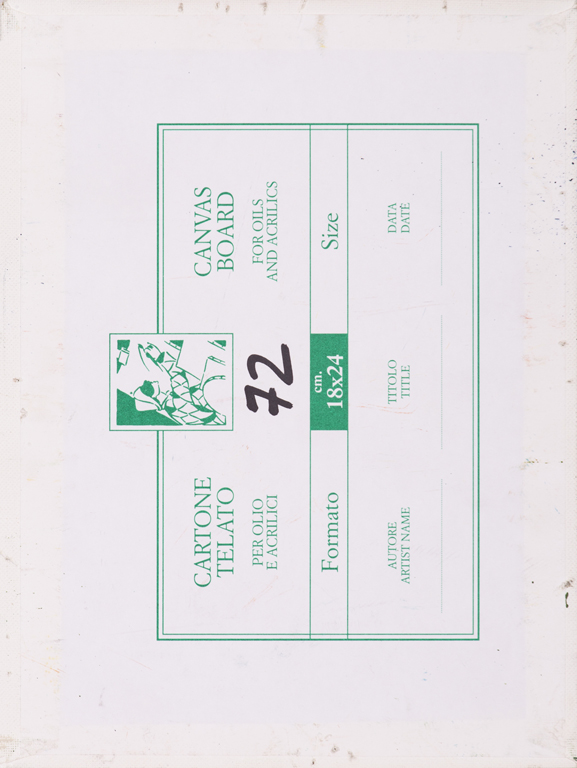 CARTONE
TELATO
PER OLIO
E ACRILICI
72
CANVAS
BOARD
FOR OILS
AND ACRILICS
Formato
cm.
18x24
Size
AUTORE
ARTIST NAME
TITOLO
TITLE
DATA
DATE